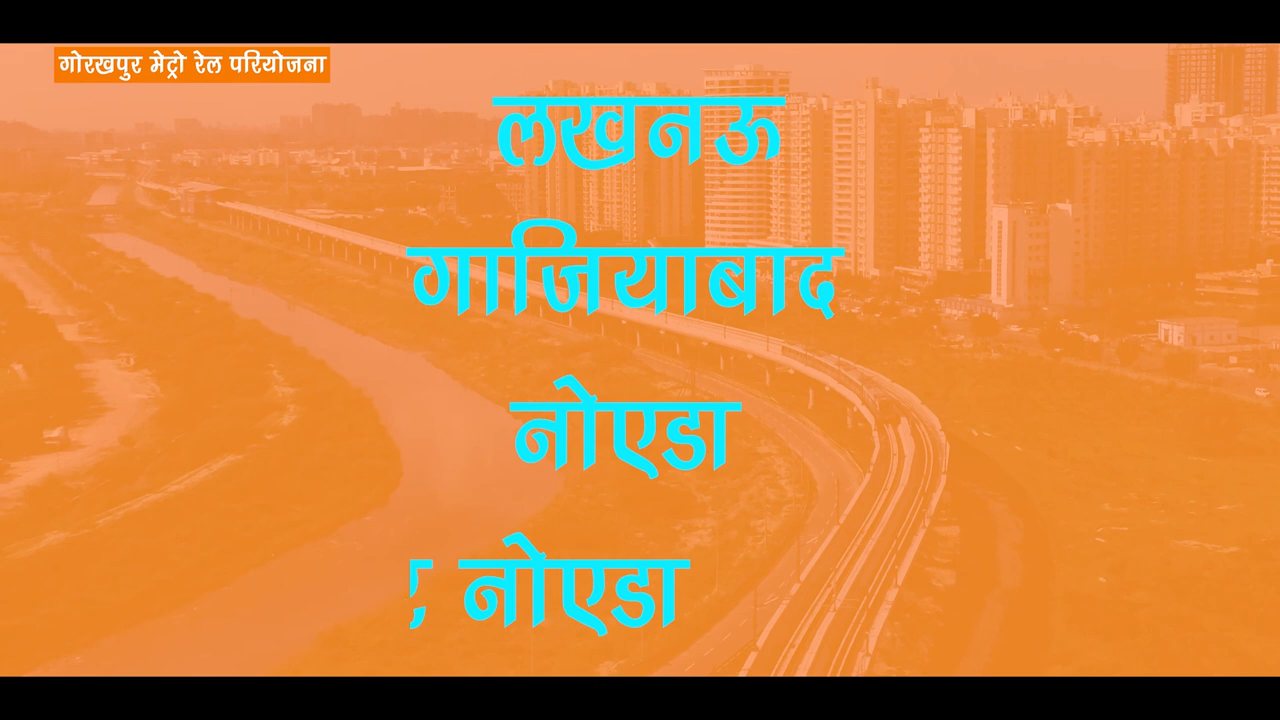 गोरखपुर मेट्रो रेल परियोजना
लखनऊ
गाजियाबाद
नोएडा
नोएडा